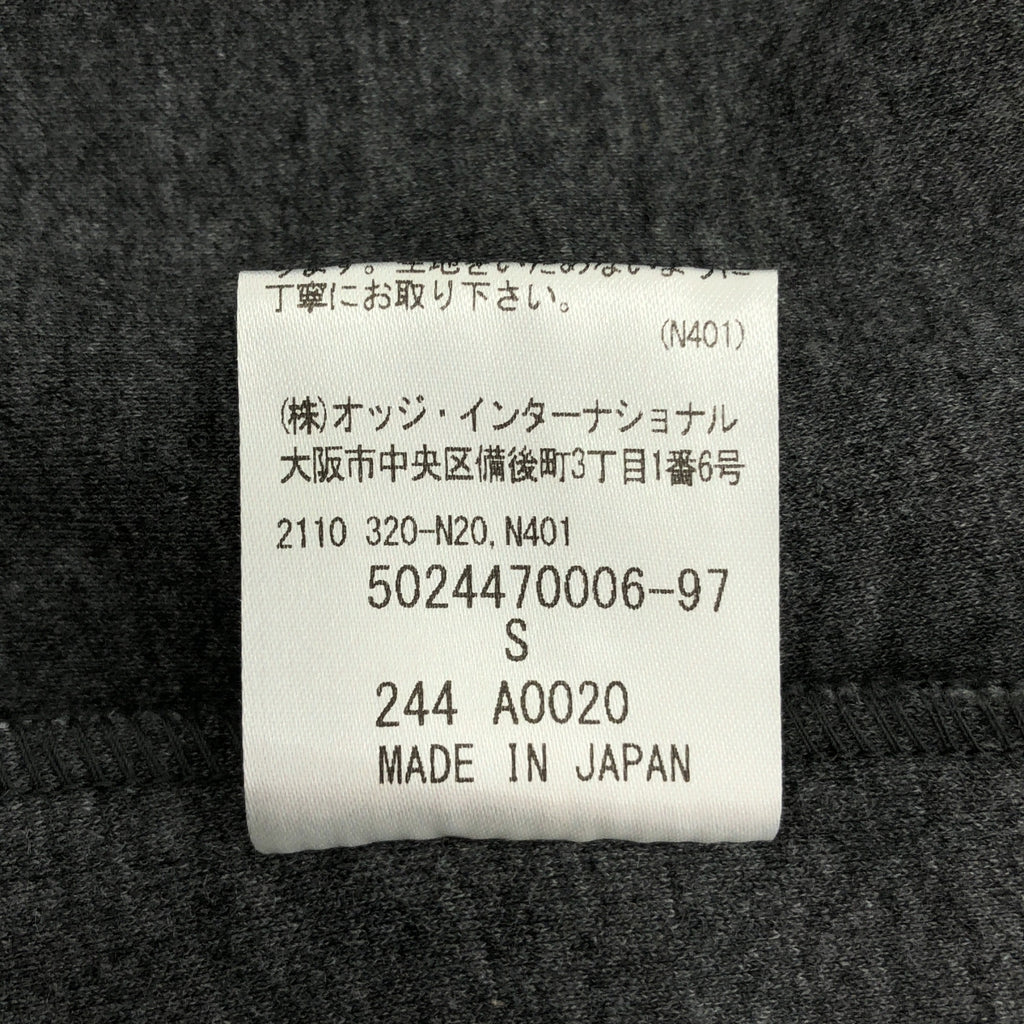 丁寧にお取り下さい。
(N401)
(株)オッジ・インターナショナル
大阪市中央区備後町3丁目1番6号
2110 320-N20,N401
5024470006-97
S
244 A0020
MADE IN JAPAN